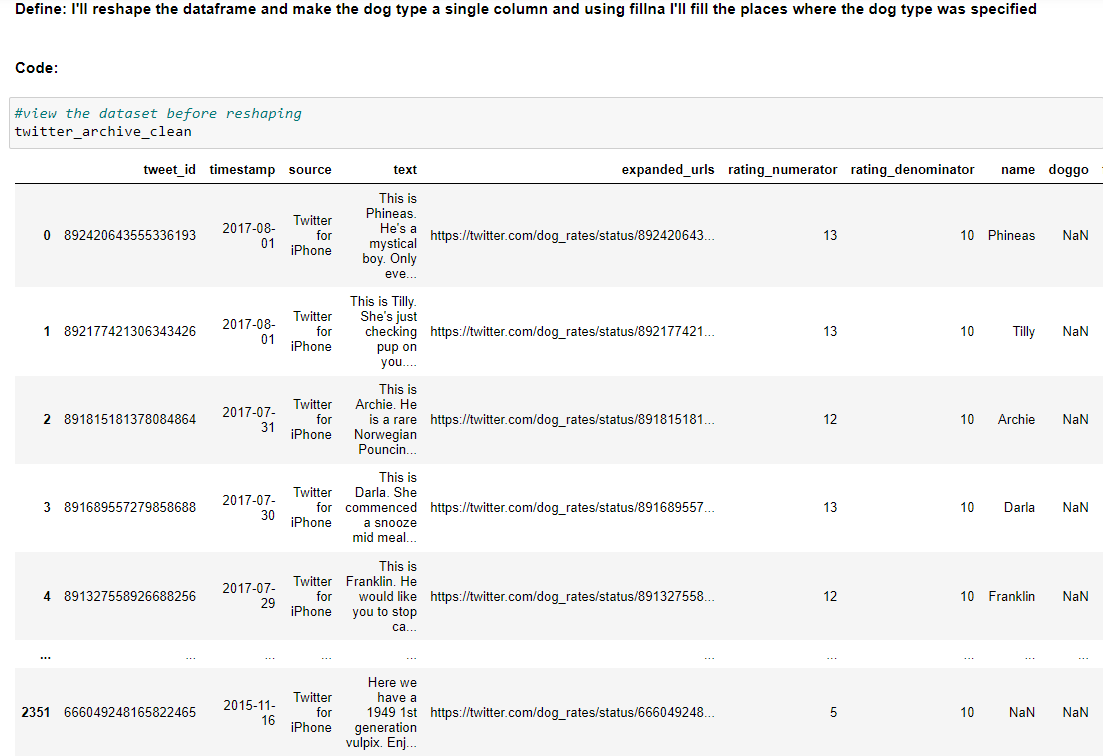 Define: I'll reshape the dataframe and make the dog type a single column and using fillna I'll fill the places where the dog type was specified
Code:
#view the dataset before reshaping
twitter_archive_clean
tweet_id timestamp source text expanded_urls rating_numerator rating_denominator name doggo
0 892420643555336193 2017-08-01 Twitter for iPhone This is Phineas. He's a mystical boy. Only eve... https://twitter.com/dog_rates/status/892420643... 13 10 Phineas NaN
1 892177421306343426 2017-08-01 Twitter for iPhone This is Tilly. She's just checking pup on you.... https://twitter.com/dog_rates/status/892177421... 13 10 Tilly NaN
2 891815181378084864 2017-07-31 Twitter for iPhone This is Archie. He is a rare Norwegian Pouncin... https://twitter.com/dog_rates/status/891815181... 12 10 Archie NaN
3 891689557279858688 2017-07-30 Twitter for iPhone This is Darla. She commenced a snooze mid meal... https://twitter.com/dog_rates/status/891689557... 13 10 Darla NaN
4 891327558926688256 2017-07-29 Twitter for iPhone This is Franklin. He would like you to stop ca... https://twitter.com/dog_rates/status/891327558... 12 10 Franklin NaN
... ... ... ... ... ... ... ... ... ...
2351 666049248165822465 2015-11-16 Twitter for iPhone Here we have a 1949 1st generation vulpix. Enj... https://twitter.com/dog_rates/status/666049248... 5 10 NaN NaN